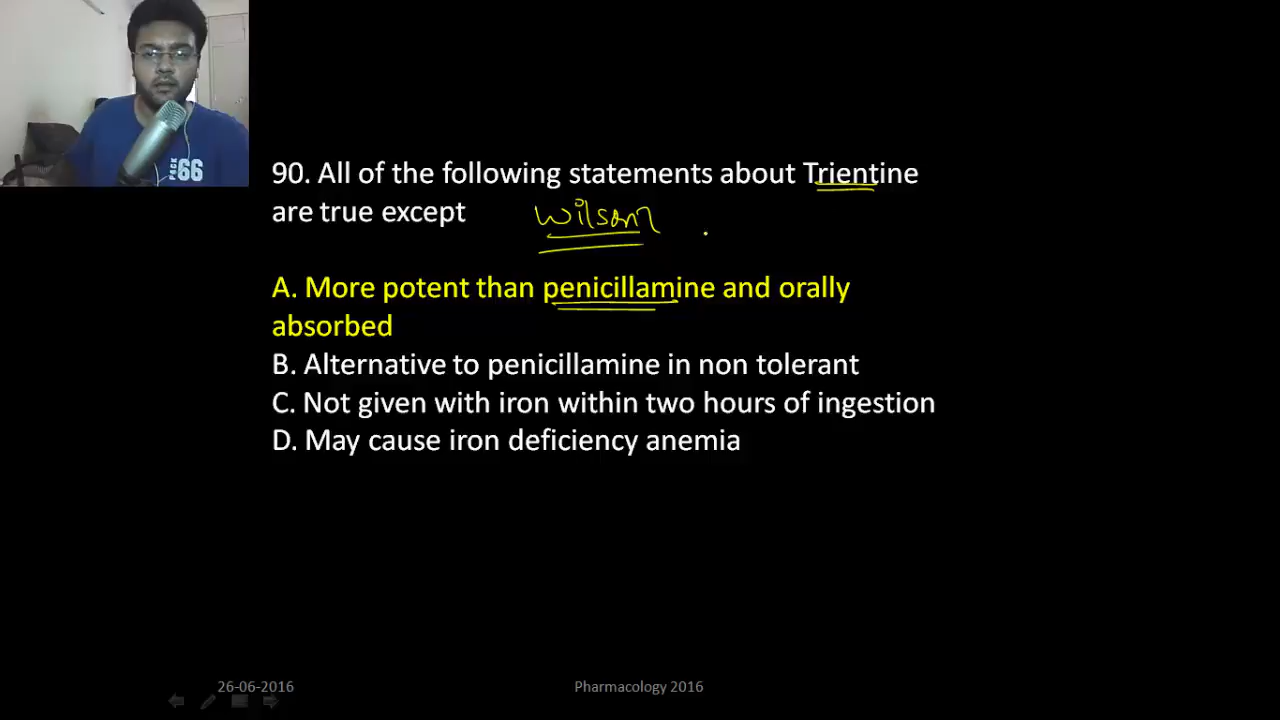 PACK
66
90. All of the following statements about Trientine
are true except
wilson
A. More potent than penicillamine and orally
absorbed
B. Alternative to penicillamine in non tolerant
C. Not given with iron within two hours of ingestion
D. May cause iron deficiency anemia
26-06-2016
Pharmacology 2016